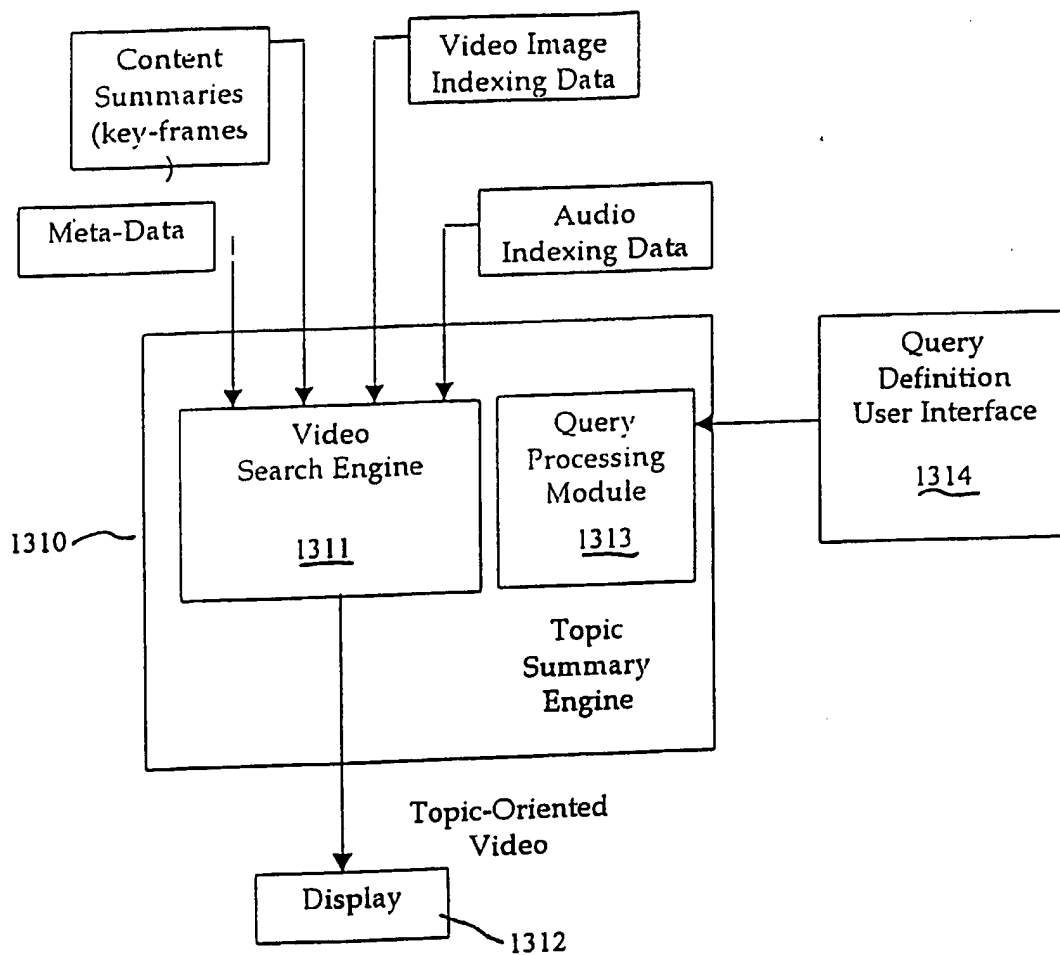 Content
Summaries
(key-frames
)
Video Image
Indexing Data
Meta-Data
Audio
Indexing Data
Query
Definition
User Interface
1314
Video
Search Engine
1311
Query
Processing
Module
1313
1310
Topic
Summary
Engine
Topic-Oriented
Video
Display
1312